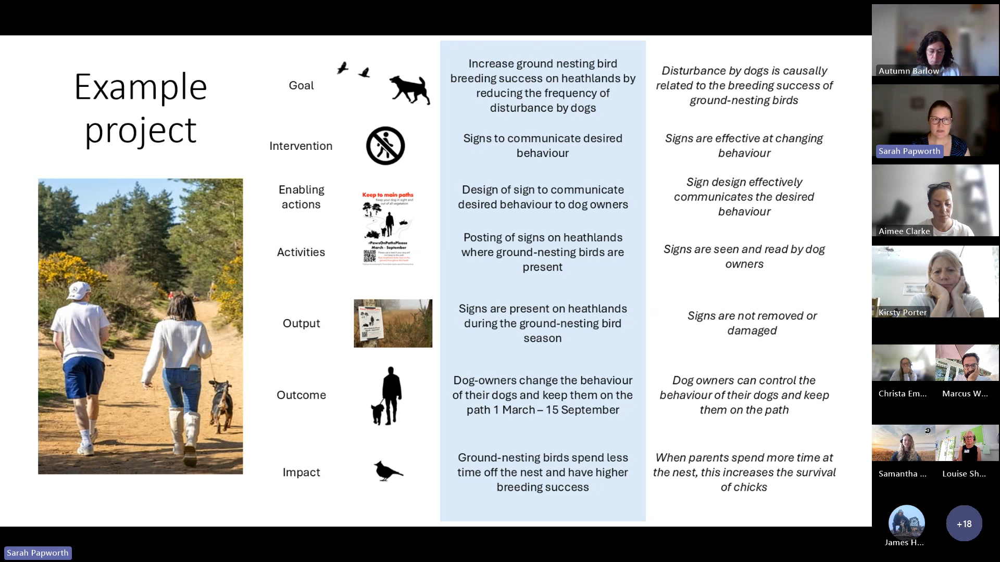 Example
project
Goal
Increase ground nesting bird
breeding success on heathlands by
reducing the frequency of
disturbance by dogs
Disturbance by dogs is causally
related to the breeding success of
ground-nesting birds
Intervention
Signs to communicate desired
behaviour
Signs are effective at changing
behaviour
Enabling
actions
Keep to main paths
Keep your dog in sight and
out of all vegetation
#PawsOnPathsPlease
March - September
Design of sign to communicate
desired behaviour to dog owners
Sign design effectively
communicates the desired
behaviour
Activities
Posting of signs on heathlands
where ground-nesting birds are
present
Signs are seen and read by dog
owners
Output
Signs are present on heathlands
during the ground-nesting bird
season
Signs are not removed or
damaged
Outcome
Dog-owners change the behaviour
of their dogs and keep them on the
path 1 March – 15 September
Dog owners can control the
behaviour of their dogs and keep
them on the path
Impact
Ground-nesting birds spend less
time off the nest and have higher
breeding success
When parents spend more time at
the nest, this increases the survival
of chicks
Autumn Barlow
Sarah Papworth
Aimee Clarke
Kirsty Porter
Christa Em...
Marcus W...
Samantha ...
Louise Sh...
James H...
+18
Sarah Papworth